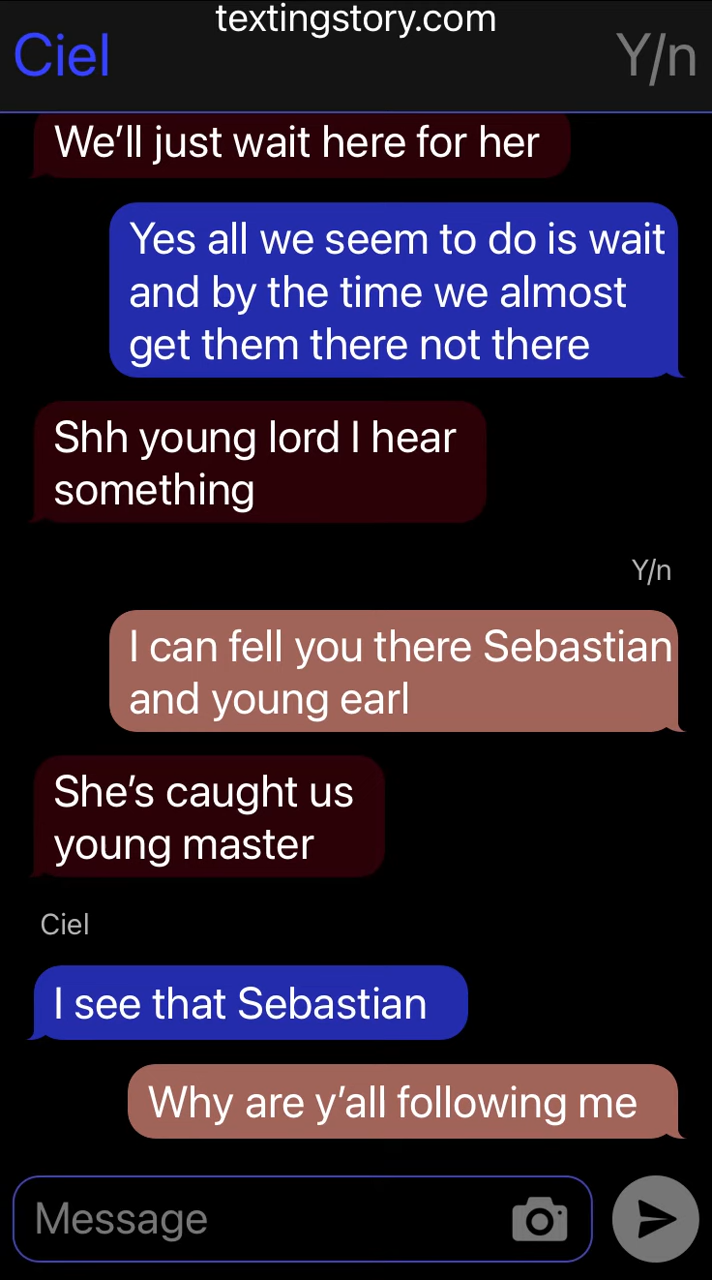 textingstory.com
Ciel
Y/n
We’ll just wait here for her
Yes all we seem to do is wait
and by the time we almost
get them there not there
Shh young lord I hear
something
Y/n
I can fell you there Sebastian
and young earl
She’s caught us
young master
Ciel
I see that Sebastian
Why are y’all following me
Message